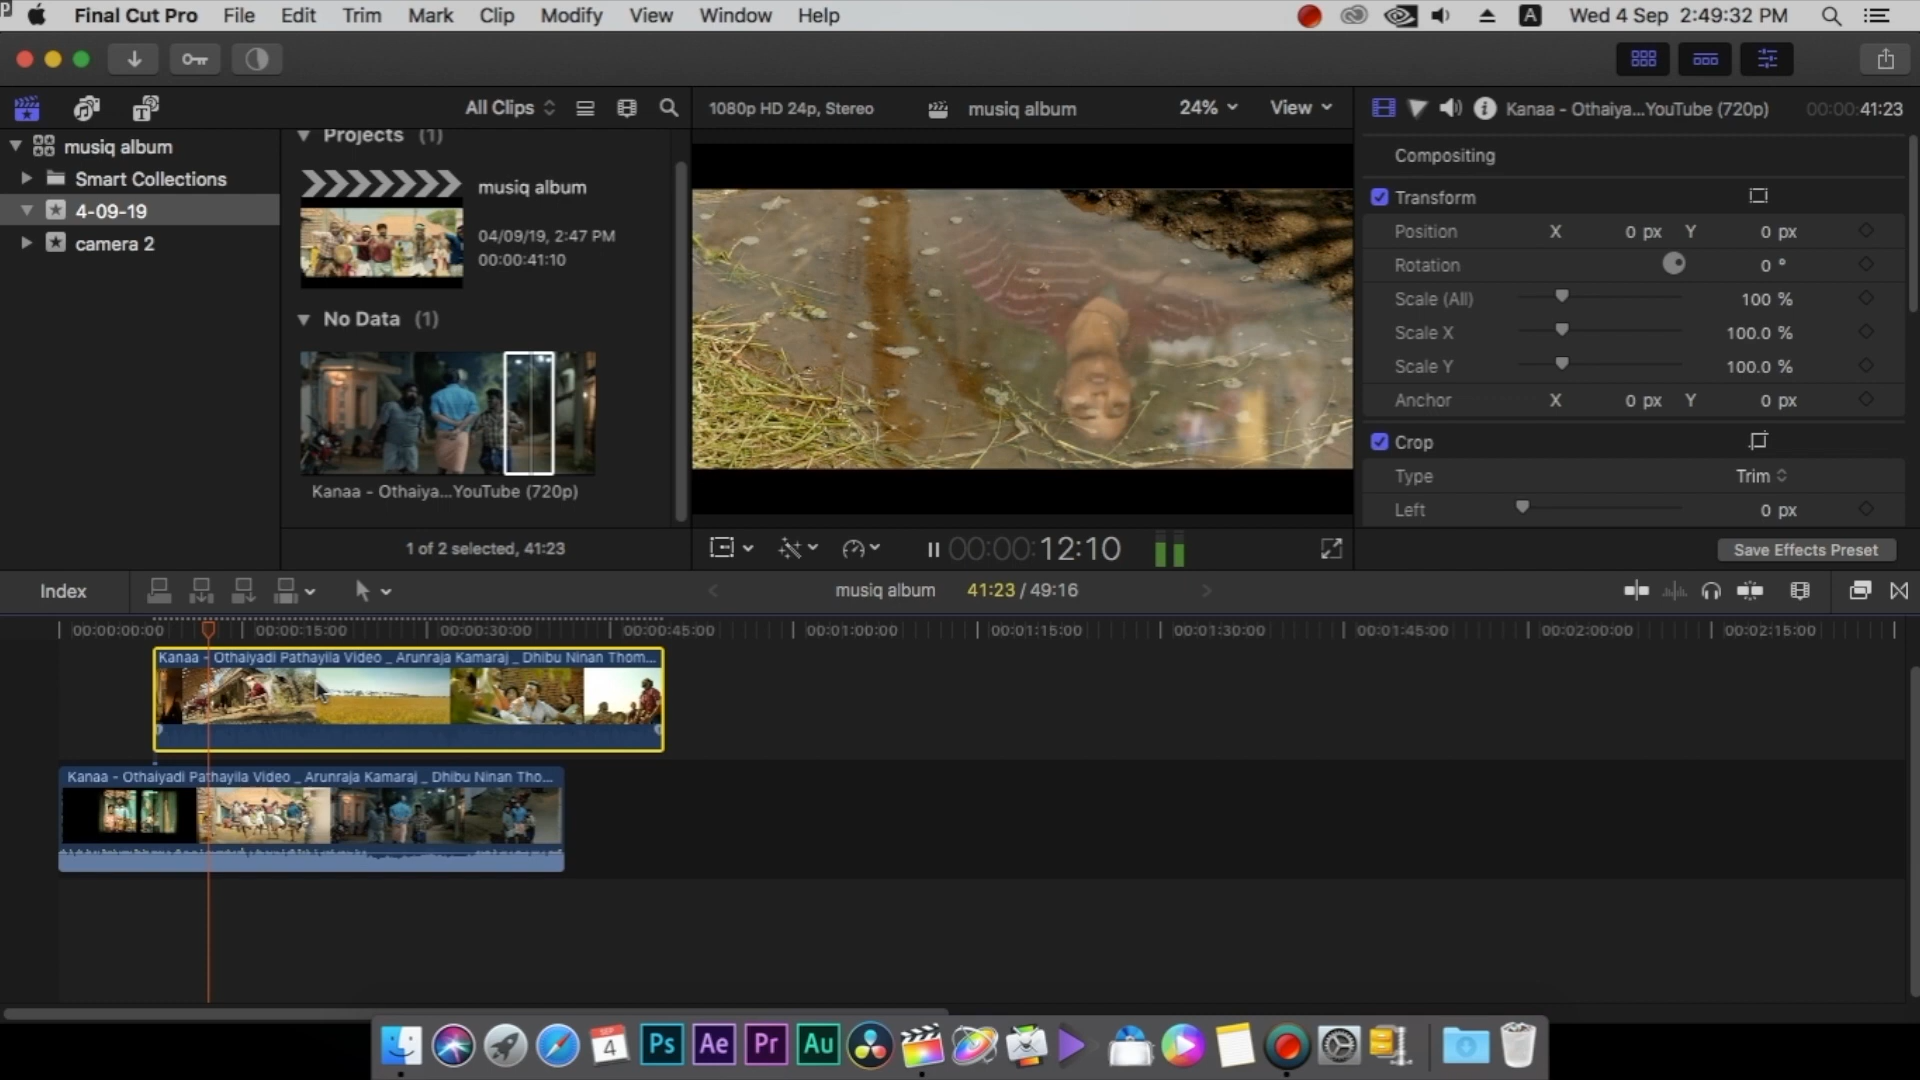 Final Cut Pro File Edit Trim Mark Clip Modify View Window Help
A Wed 4 Sep 2:49:32 PM
All Clips
1080p HD 24p, Stereo musiq album 24% View
Kanaa - Othaiya...YouTube (720p) 00:00:41:23
musiq album
Smart Collections
4-09-19
camera 2
Projects (1)
musiq album
04/09/19, 2:47 PM
00:00:41:10
No Data (1)
Kanaa - Othaiya...YouTube (720p)
1 of 2 selected, 41:23
00:00:12:10
Compositing
Transform
Position X 0 px Y 0 px
Rotation 0 °
Scale (All) 100 %
Scale X 100.0 %
Scale Y 100.0 %
Anchor X 0 px Y 0 px
Crop
Type Trim
Left 0 px
Save Effects Preset
Index
musiq album 41:23 / 49:16
00:00:00:00 00:00:15:00 00:00:30:00 00:00:45:00 00:01:00:00 00:01:15:00 00:01:30:00 00:01:45:00 00:02:00:00 00:02:15:00
Kanaa - Othaiyadi Pathayila Video _ Arunraja Kamaraj _ Dhibu Ninan Thom...
Kanaa - Othaiyadi Pathayila Video _ Arunraja Kamaraj _ Dhibu Ninan Tho...
SEP
4
Ps Ae Pr Au